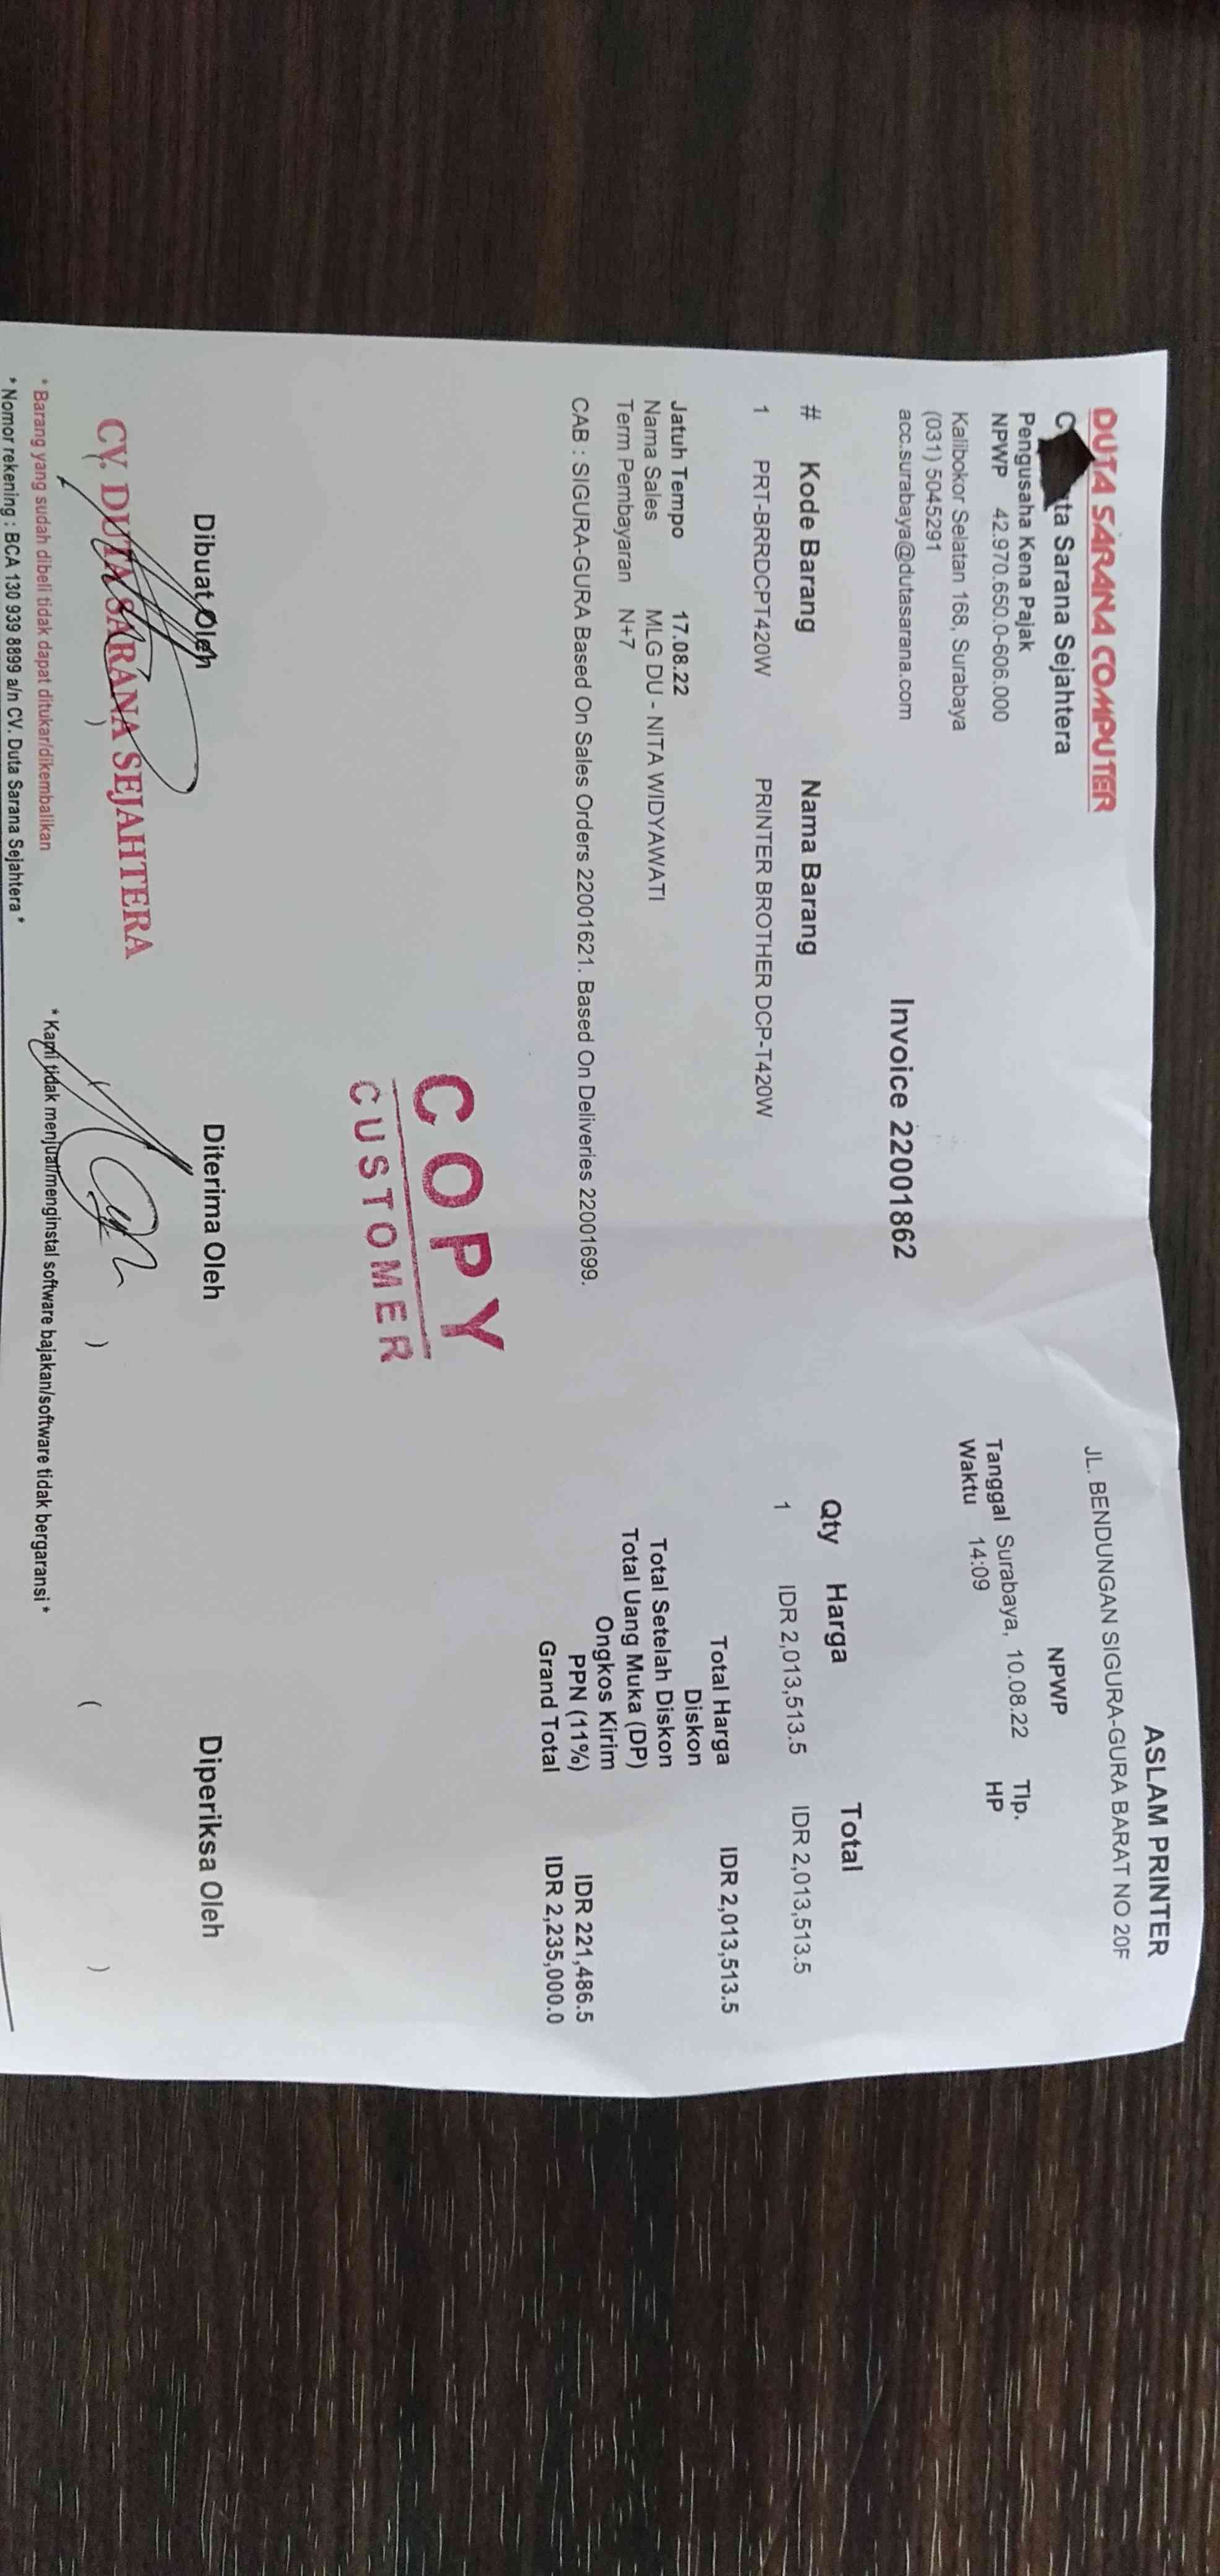 DUTA SARANA COMPUTER
ta Sarana Sejahtera
Pengusaha Kena Pajak
NPWP 42.970.650.0-606.000
Kalibokor Selatan 168, Surabaya
(031) 5045291
acc.surabaya@dutasarana.com
ASLAM PRINTER
JL. BENDUNGAN SIGURA-GURA BARAT NO 20F
NPWP
Tanggal Surabaya, 10.08.22 Tlp.
Waktu 14:09 HP
Invoice 22001862
# Kode Barang Nama Barang Qty Harga Total
1 PRT-BRRDCPT420W PRINTER BROTHER DCP-T420W 1 IDR 2,013,513.5 IDR 2,013,513.5
Jatuh Tempo 17.08.22
Nama Sales MLG DU - NITA WIDYAWATI
Term Pembayaran N+7
CAB : SIGURA-GURA Based On Sales Orders 22001621. Based On Deliveries 22001699.
Total Harga IDR 2,013,513.5
Diskon
Total Setelah Diskon
Total Uang Muka (DP)
Ongkos Kirim
PPN (11%) IDR 221,486.5
Grand Total IDR 2,235,000.0
COPY
CUSTOMER
Dibuat Oleh Diterima Oleh Diperiksa Oleh
CV. DUTA SARANA SEJAHTERA
) ) ( )
* Barang yang sudah dibeli tidak dapat ditukar/dikembalikan
* Kami tidak menjual/menginstal software bajakan/software tidak bergaransi *
* Nomor rekening : BCA 130 939 8899 a/n CV. Duta Sarana Sejahtera *